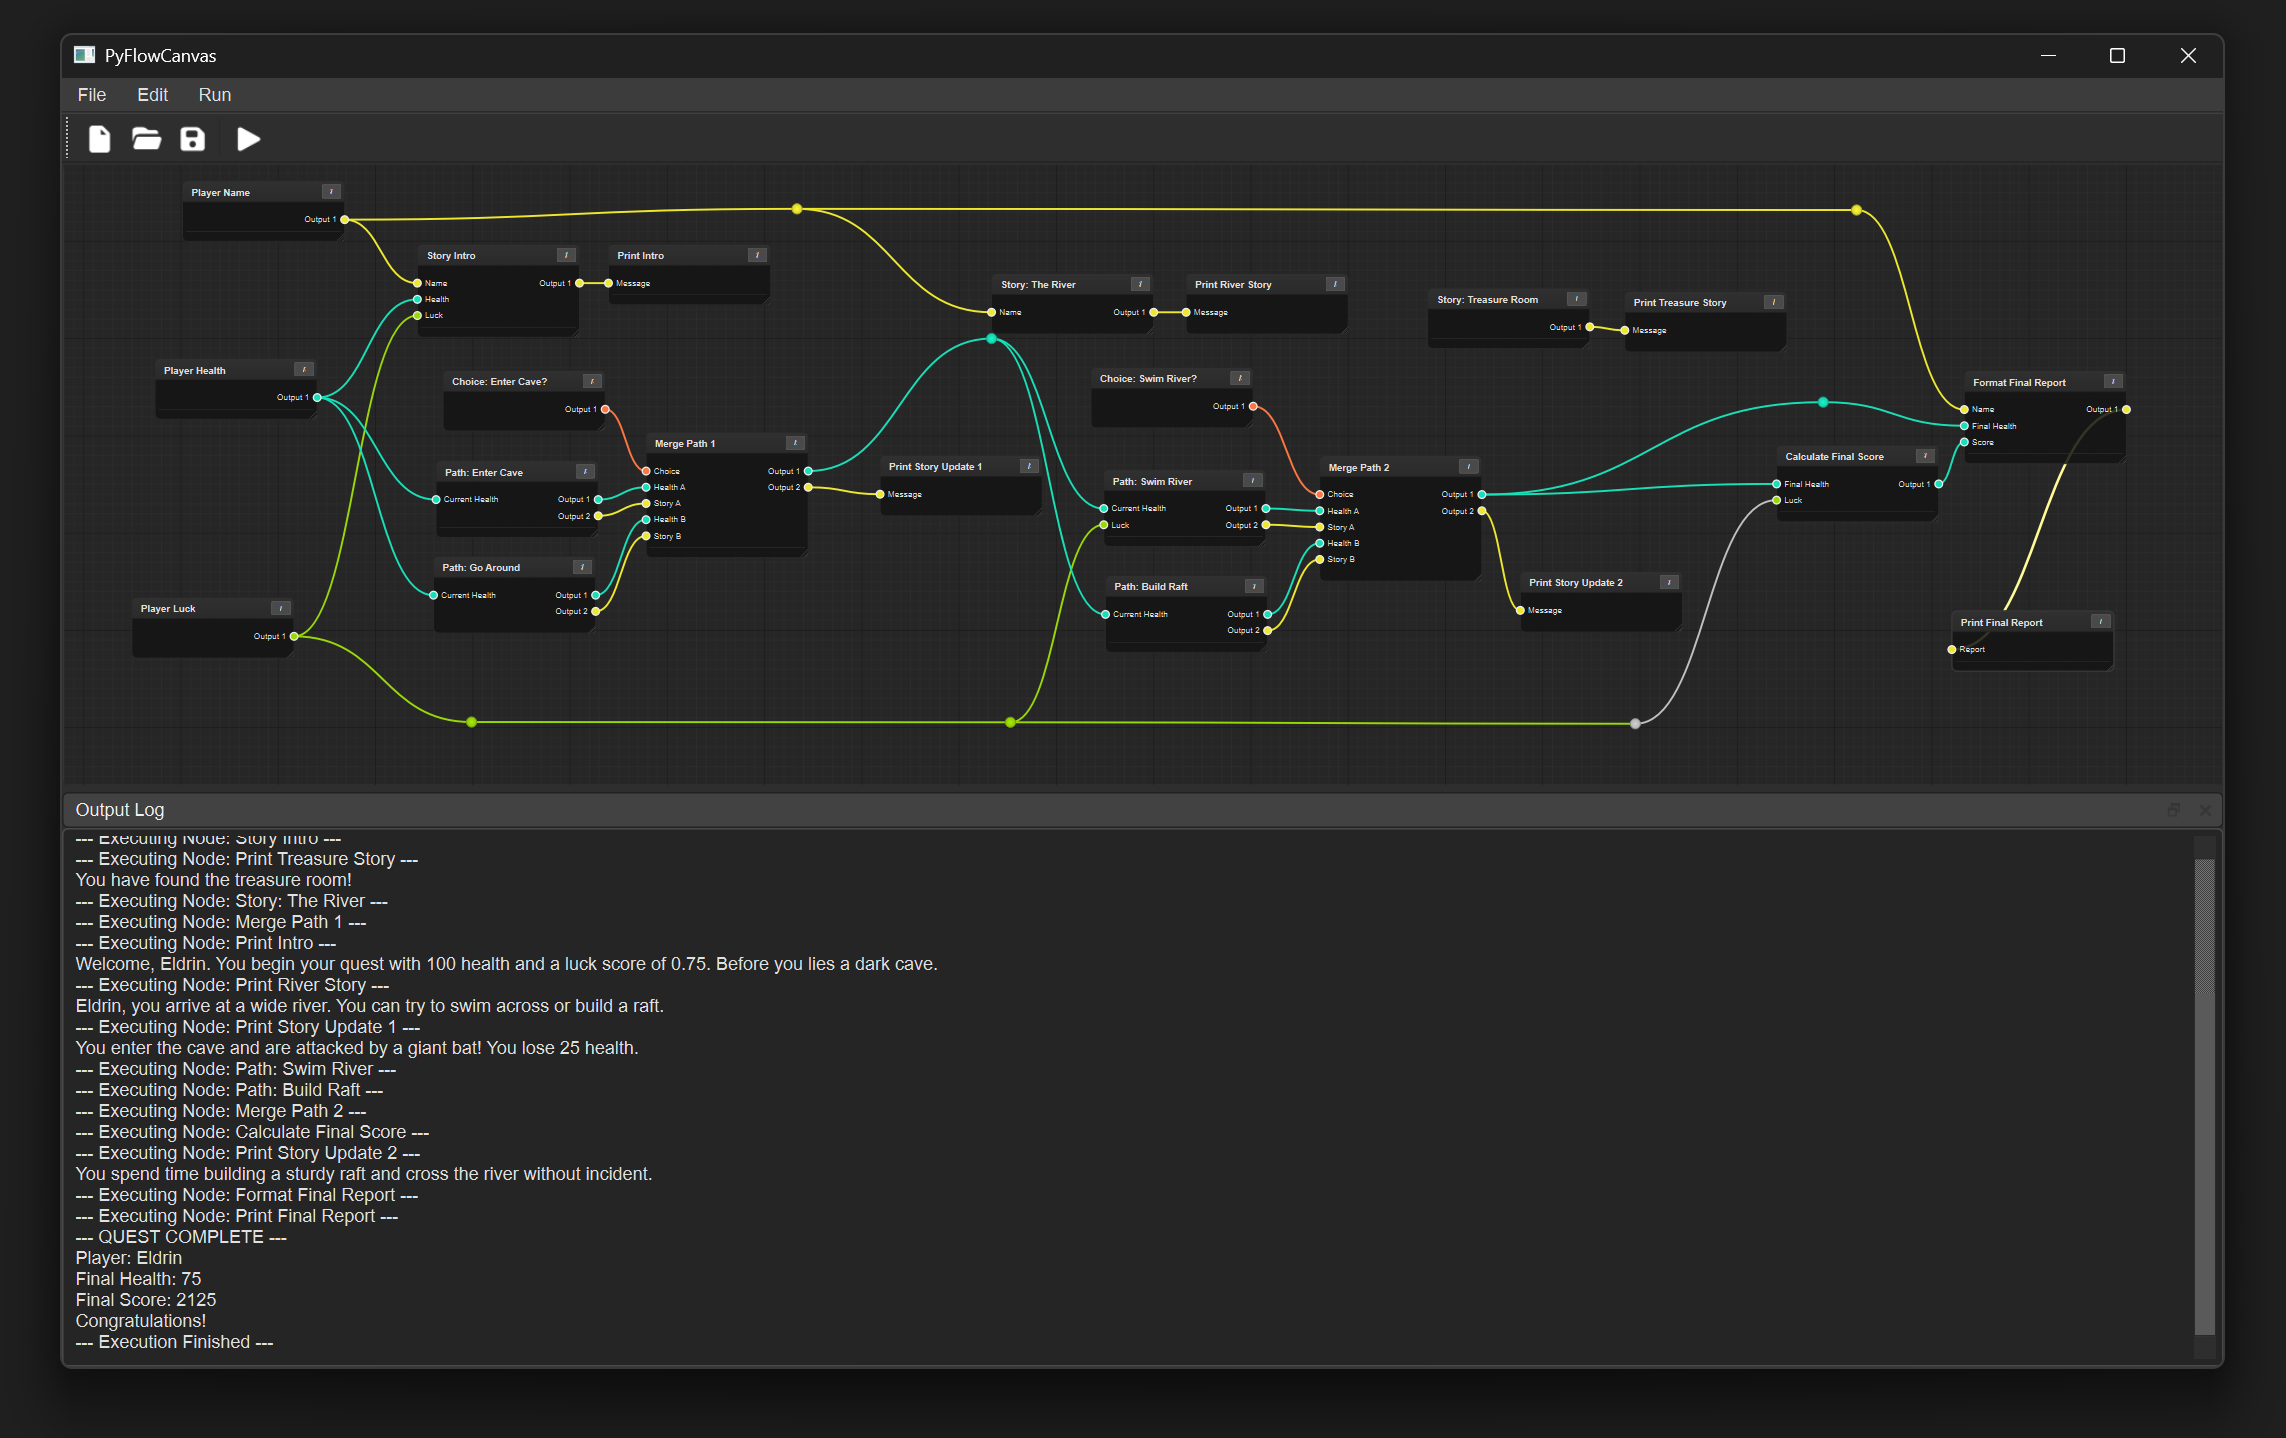 PyFlowCanvas
File Edit Run
Player Name
Output 1
Story Intro
Name Output 1
Health
Luck
Print Intro
Message
Story: The River
Name Output 1
Print River Story
Message
Story: Treasure Room
Output 1
Print Treasure Story
Message
Player Health
Output 1
Choice: Enter Cave?
Output 1
Choice: Swim River?
Output 1
Format Final Report
Name Output 1
Final Health
Score
Merge Path 1
Choice Output 1
Health A Output 2
Story A
Health B
Story B
Path: Enter Cave
Current Health Output 1
Output 2
Print Story Update 1
Message
Path: Swim River
Current Health Output 1
Luck Output 2
Merge Path 2
Choice Output 1
Health A Output 2
Story A
Health B
Story B
Calculate Final Score
Final Health Output 1
Luck
Path: Go Around
Current Health Output 1
Output 2
Path: Build Raft
Current Health Output 1
Output 2
Print Story Update 2
Message
Player Luck
Output 1
Print Final Report
Report
Output Log
--- Executing Node: Story Intro ---
--- Executing Node: Print Treasure Story ---
You have found the treasure room!
--- Executing Node: Story: The River ---
--- Executing Node: Merge Path 1 ---
--- Executing Node: Print Intro ---
Welcome, Eldrin. You begin your quest with 100 health and a luck score of 0.75. Before you lies a dark cave.
--- Executing Node: Print River Story ---
Eldrin, you arrive at a wide river. You can try to swim across or build a raft.
--- Executing Node: Print Story Update 1 ---
You enter the cave and are attacked by a giant bat! You lose 25 health.
--- Executing Node: Path: Swim River ---
--- Executing Node: Path: Build Raft ---
--- Executing Node: Merge Path 2 ---
--- Executing Node: Calculate Final Score ---
--- Executing Node: Print Story Update 2 ---
You spend time building a sturdy raft and cross the river without incident.
--- Executing Node: Format Final Report ---
--- Executing Node: Print Final Report ---
--- QUEST COMPLETE ---
Player: Eldrin
Final Health: 75
Final Score: 2125
Congratulations!
--- Execution Finished ---